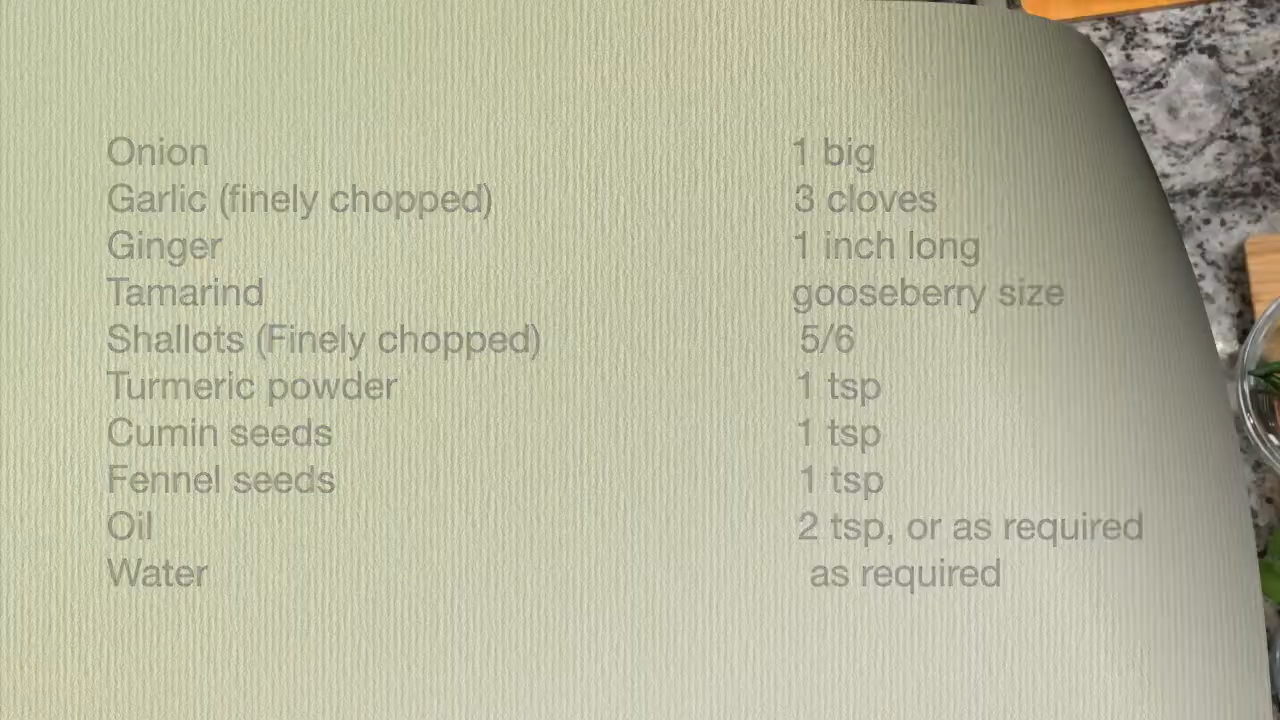 Onion 1 big
Garlic (finely chopped) 3 cloves
Ginger 1 inch long
Tamarind gooseberry size
Shallots (Finely chopped) 5/6
Turmeric powder 1 tsp
Cumin seeds 1 tsp
Fennel seeds 1 tsp
Oil 2 tsp, or as required
Water as required